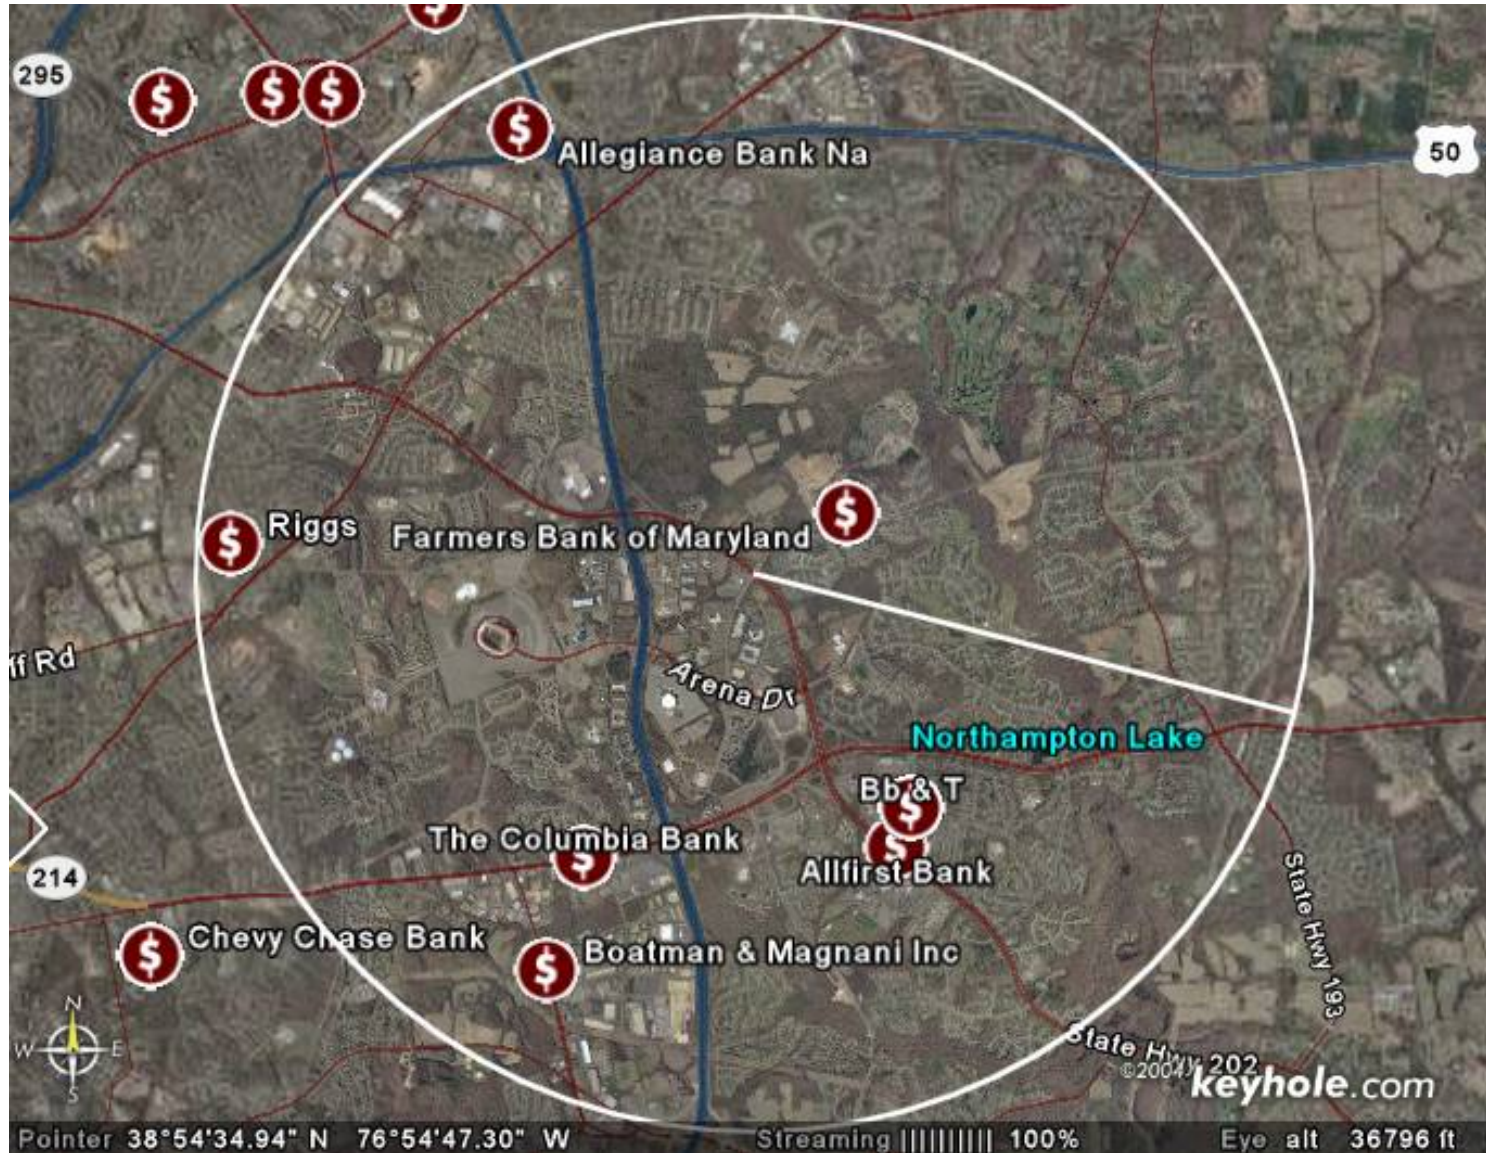 295
$
$
$
$
$
Allegiance Bank Na
50
$
Riggs
Farmers Bank of Maryland
$
ff Rd
Arena Dr
Northampton Lake
Bb & T
$
The Columbia Bank
$
$
Allfirst Bank
214
$
Chevy Chase Bank
$
Boatman & Magnani Inc
State Hwy 193
N
W E
S
State Hwy 202
©2004
keyhole.com
Pointer 38°54'34.94" N 76°54'47.30" W Streaming |||||||||| 100% Eye alt 36796 ft